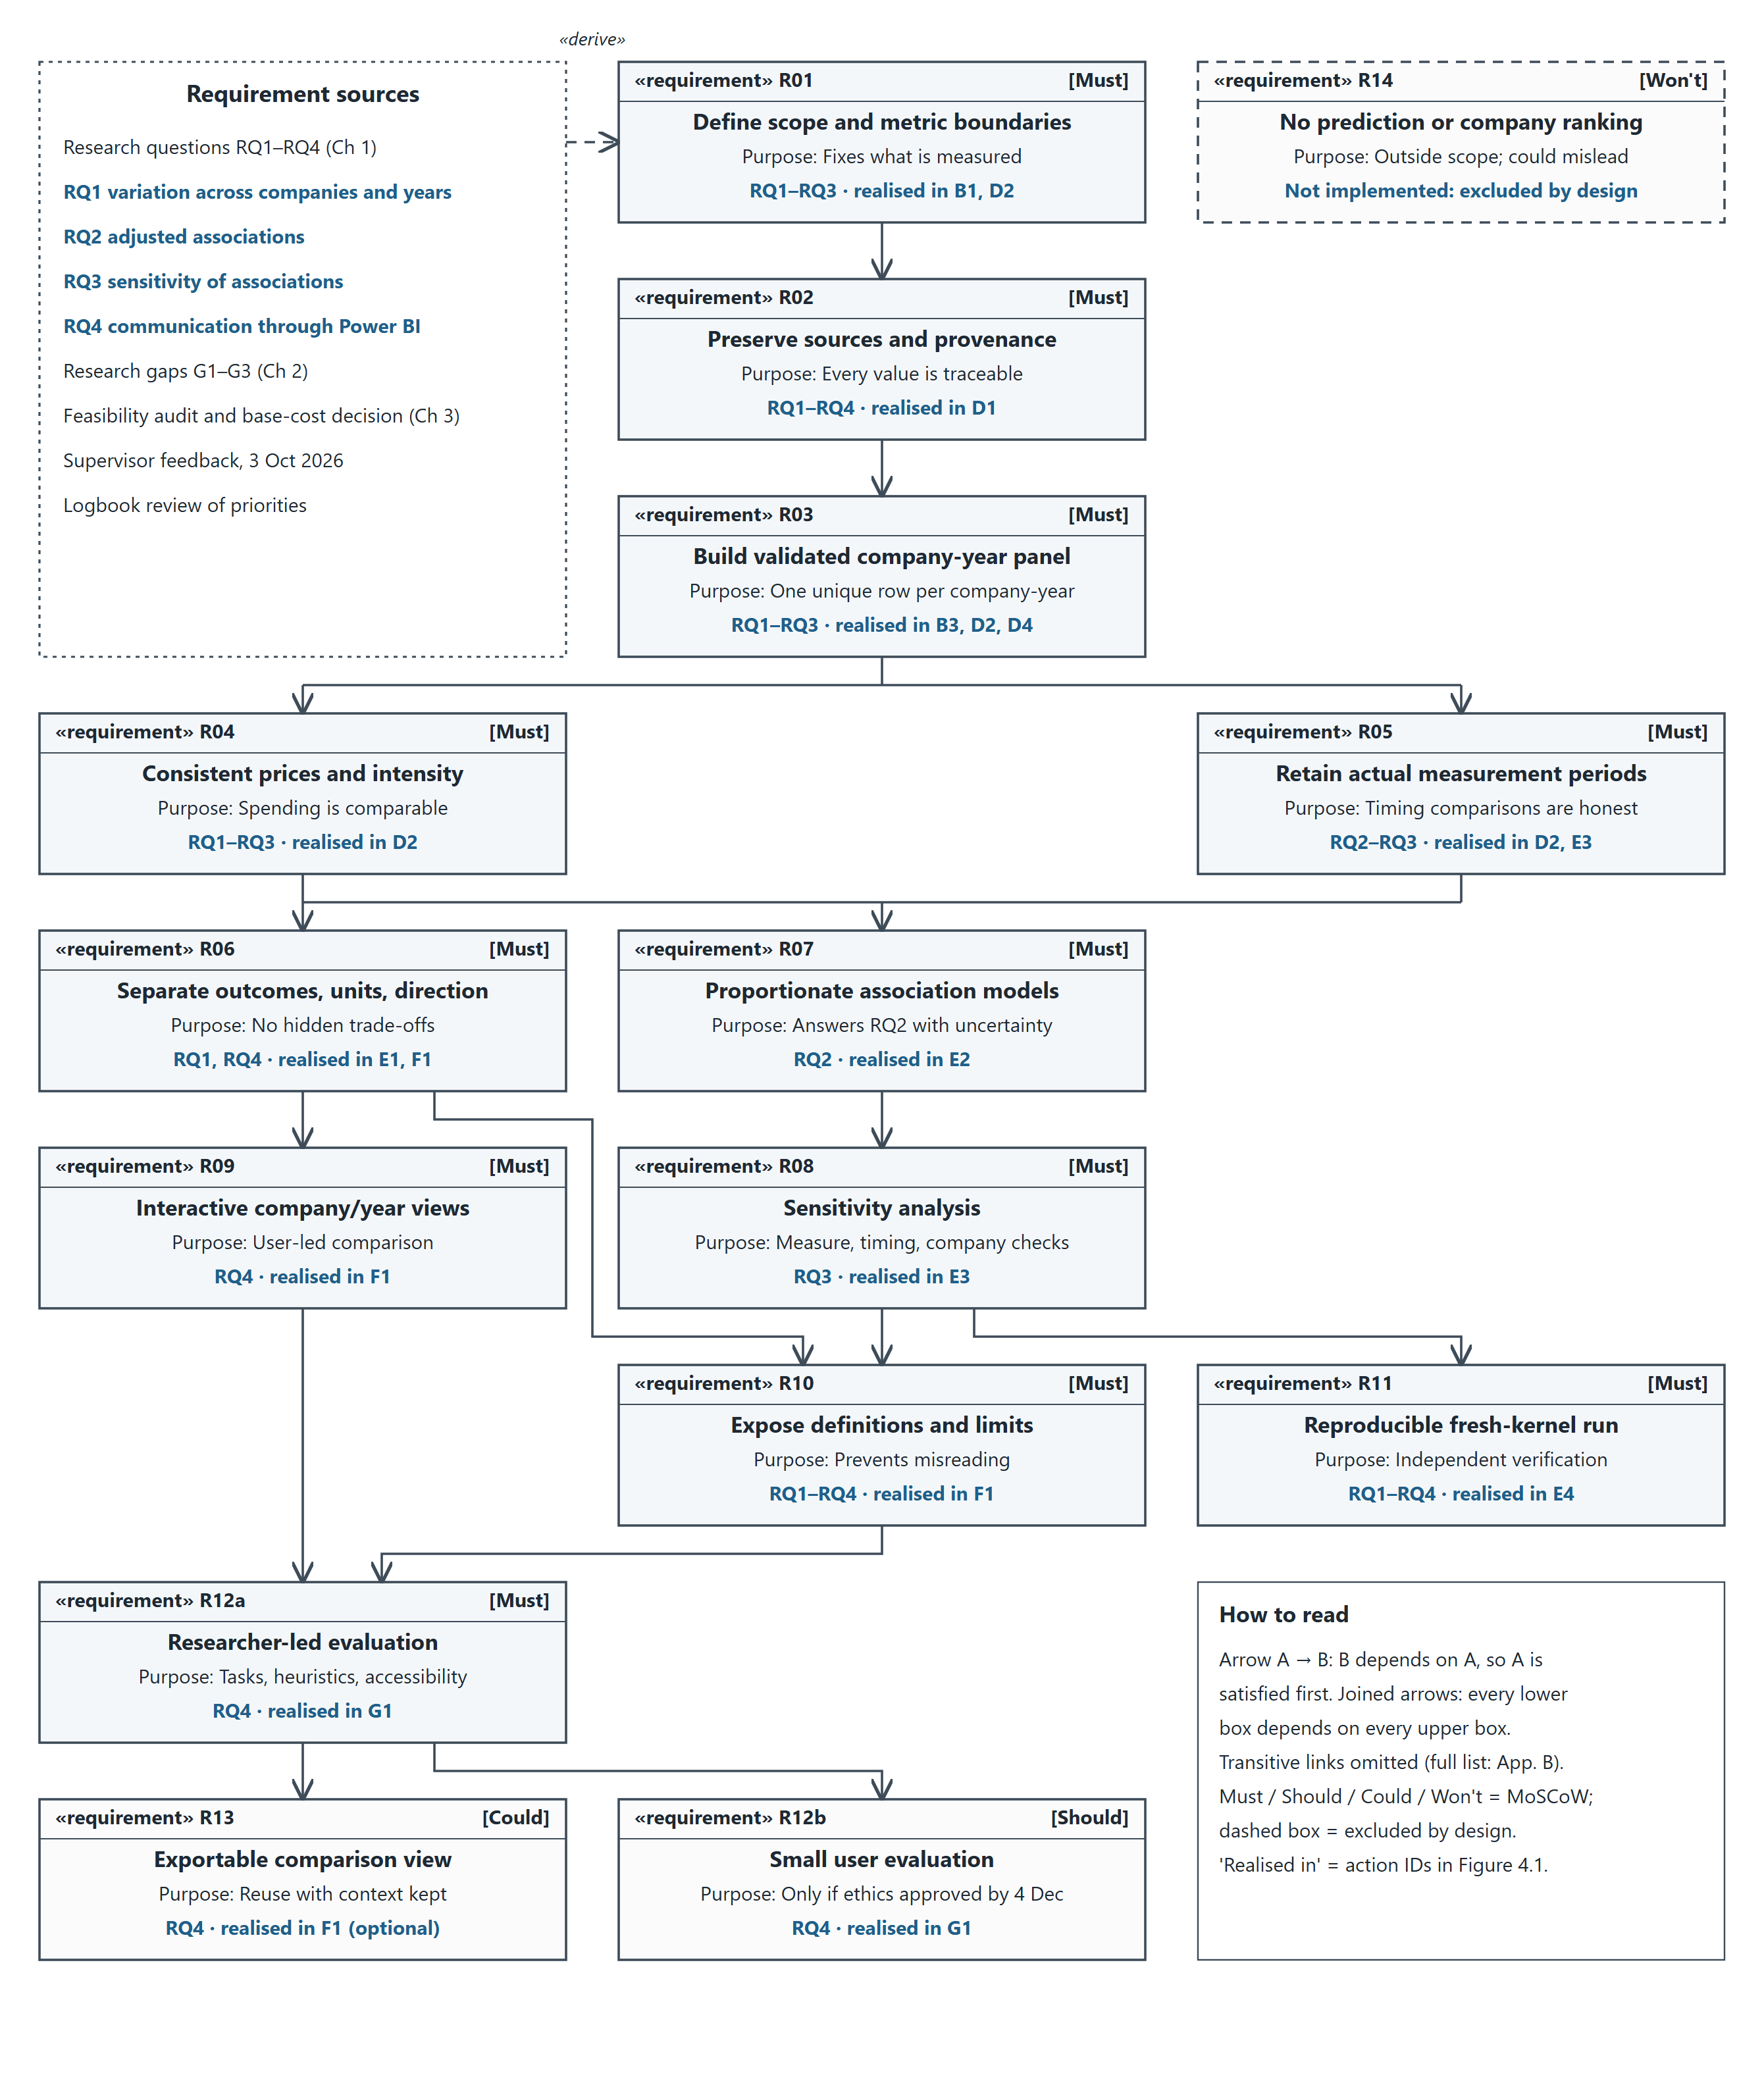 «derive»
Requirement sources
Research questions RQ1–RQ4 (Ch 1)
RQ1 variation across companies and years
RQ2 adjusted associations
RQ3 sensitivity of associations
RQ4 communication through Power BI
Research gaps G1–G3 (Ch 2)
Feasibility audit and base-cost decision (Ch 3)
Supervisor feedback, 3 Oct 2026
Logbook review of priorities
«requirement» R01 [Must]
Define scope and metric boundaries
Purpose: Fixes what is measured
RQ1–RQ3 · realised in B1, D2
«requirement» R14 [Won't]
No prediction or company ranking
Purpose: Outside scope; could mislead
Not implemented: excluded by design
«requirement» R02 [Must]
Preserve sources and provenance
Purpose: Every value is traceable
RQ1–RQ4 · realised in D1
«requirement» R03 [Must]
Build validated company-year panel
Purpose: One unique row per company-year
RQ1–RQ3 · realised in B3, D2, D4
«requirement» R04 [Must]
Consistent prices and intensity
Purpose: Spending is comparable
RQ1–RQ3 · realised in D2
«requirement» R05 [Must]
Retain actual measurement periods
Purpose: Timing comparisons are honest
RQ2–RQ3 · realised in D2, E3
«requirement» R06 [Must]
Separate outcomes, units, direction
Purpose: No hidden trade-offs
RQ1, RQ4 · realised in E1, F1
«requirement» R07 [Must]
Proportionate association models
Purpose: Answers RQ2 with uncertainty
RQ2 · realised in E2
«requirement» R09 [Must]
Interactive company/year views
Purpose: User-led comparison
RQ4 · realised in F1
«requirement» R08 [Must]
Sensitivity analysis
Purpose: Measure, timing, company checks
RQ3 · realised in E3
«requirement» R10 [Must]
Expose definitions and limits
Purpose: Prevents misreading
RQ1–RQ4 · realised in F1
«requirement» R11 [Must]
Reproducible fresh-kernel run
Purpose: Independent verification
RQ1–RQ4 · realised in E4
«requirement» R12a [Must]
Researcher-led evaluation
Purpose: Tasks, heuristics, accessibility
RQ4 · realised in G1
How to read
Arrow A → B: B depends on A, so A is
satisfied first. Joined arrows: every lower
box depends on every upper box.
Transitive links omitted (full list: App. B).
Must / Should / Could / Won't = MoSCoW;
dashed box = excluded by design.
'Realised in' = action IDs in Figure 4.1.
«requirement» R13 [Could]
Exportable comparison view
Purpose: Reuse with context kept
RQ4 · realised in F1 (optional)
«requirement» R12b [Should]
Small user evaluation
Purpose: Only if ethics approved by 4 Dec
RQ4 · realised in G1